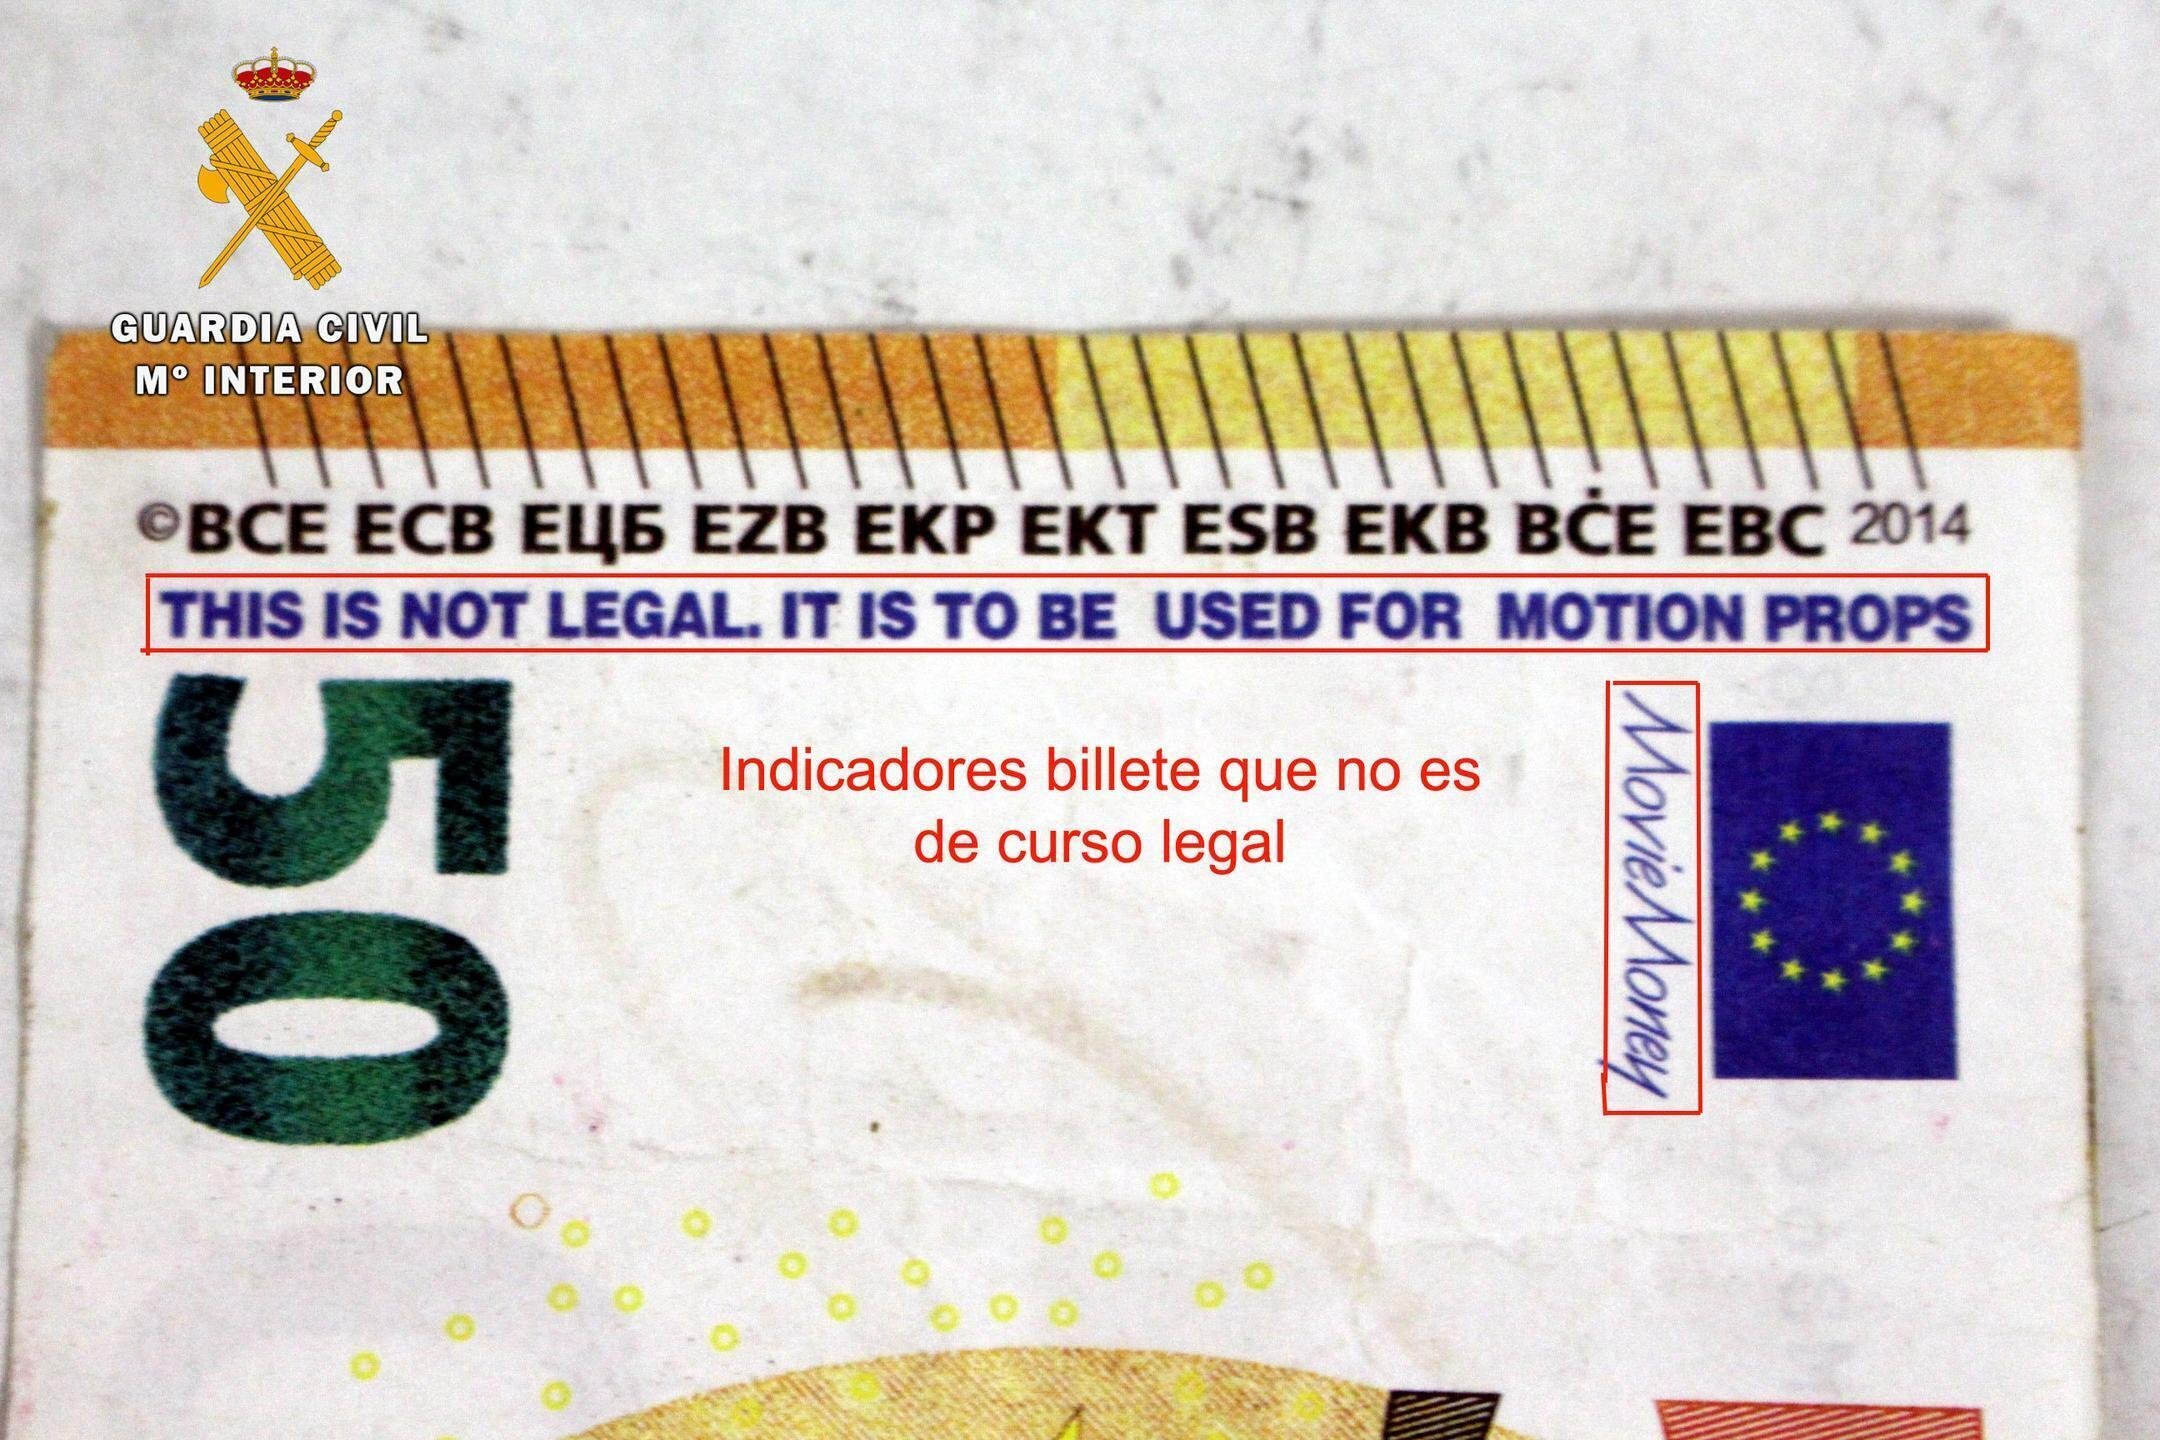 GUARDIA CIVIL
Mº INTERIOR
©BCE ECB ЕЦБ EZB EKP EKT ESB EKB BĊE EBC 2014
THIS IS NOT LEGAL. IT IS TO BE USED FOR MOTION PROPS
50
Indicadores billete que no es
de curso legal
MovieMoney